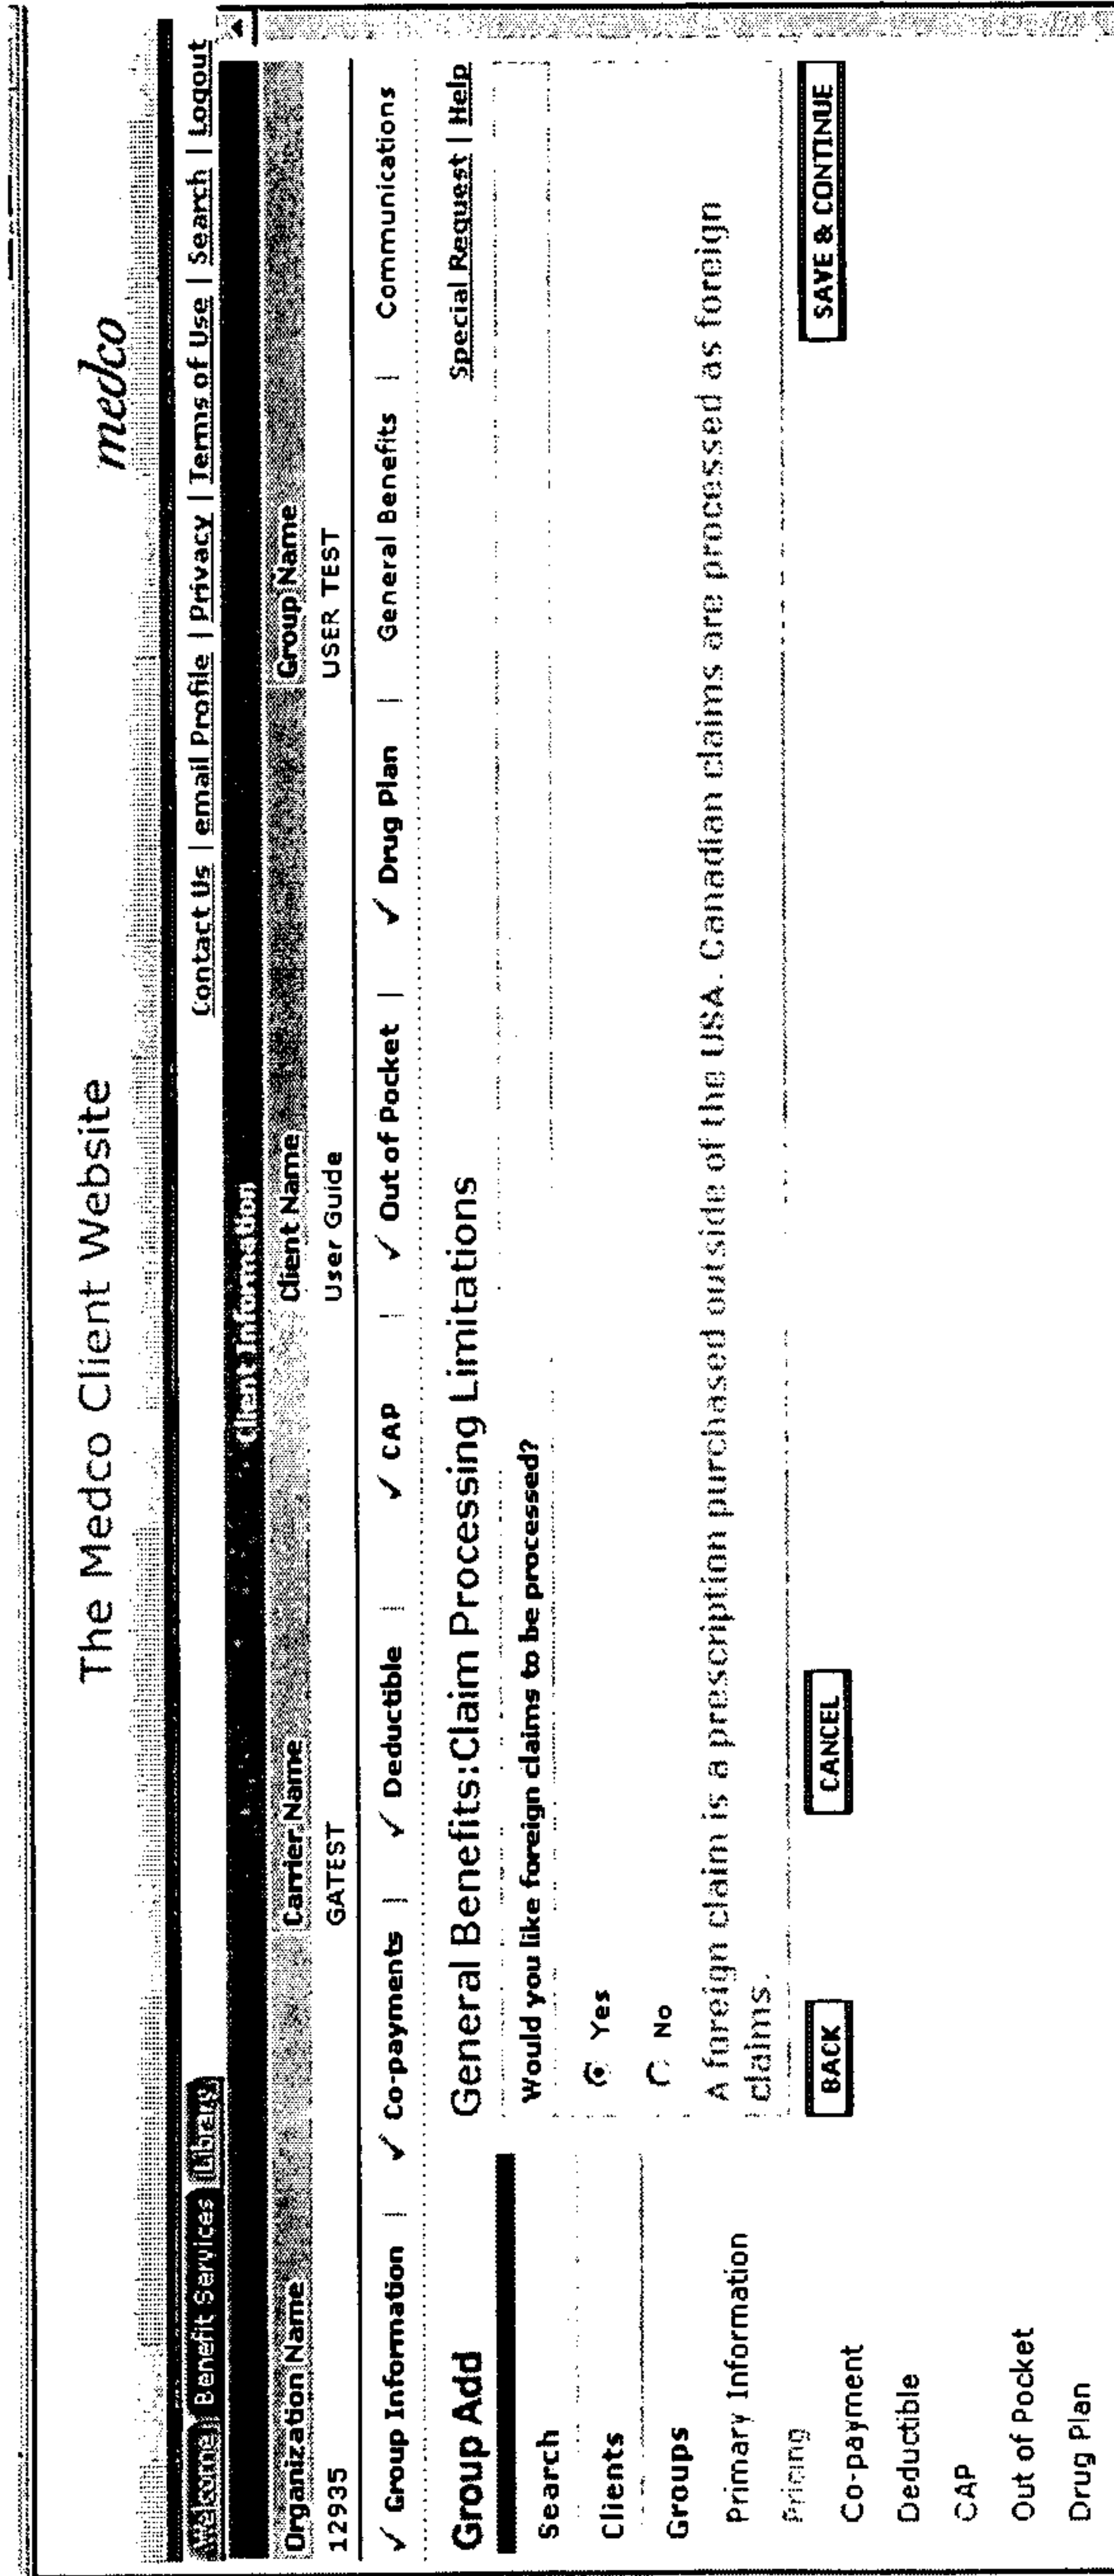 The Medco Client Website
medco
Welcome Benefit Services Library
Contact Us | email Profile | Privacy | Terms of Use | Search | Logout
Client Information
Organization Name Carrier Name Client Name Group Name
12935 GATEST User Guide USER TEST
✓ Group Information | ✓ Co-payments | ✓ Deductible | ✓ CAP | ✓ Out of Pocket | ✓ Drug Plan | General Benefits | Communications
Group Add
Search
Clients
Groups
Primary Information
Pricing
Co-payment
Deductible
CAP
Out of Pocket
Drug Plan
General Benefits:Claim Processing Limitations
Special Request | Help
Would you like foreign claims to be processed?
Yes
No
A foreign claim is a prescription purchased outside of the USA. Canadian claims are processed as foreign
claims.
BACK CANCEL SAVE & CONTINUE